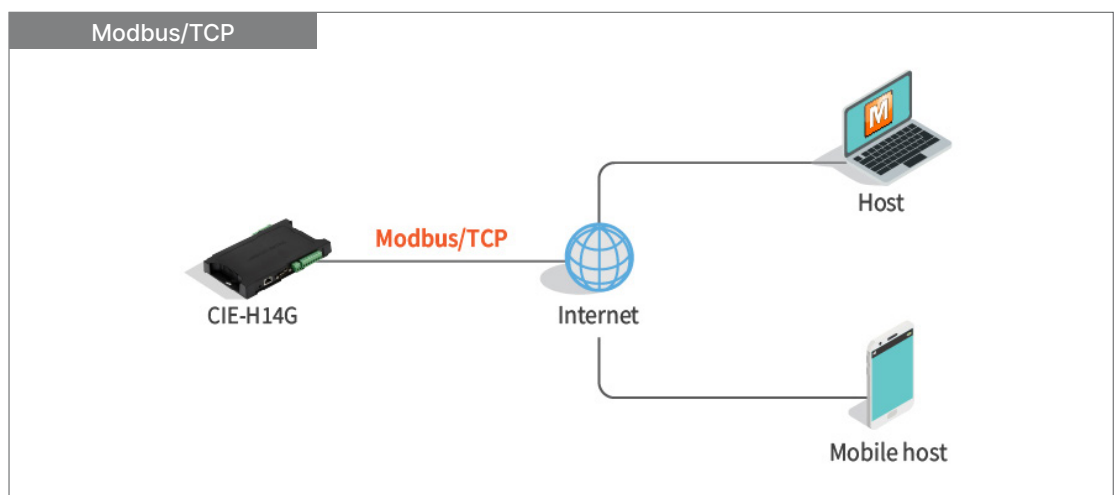 Modbus/TCP
M
Host
Modbus/TCP
CIE-H14G
Internet
Mobile host